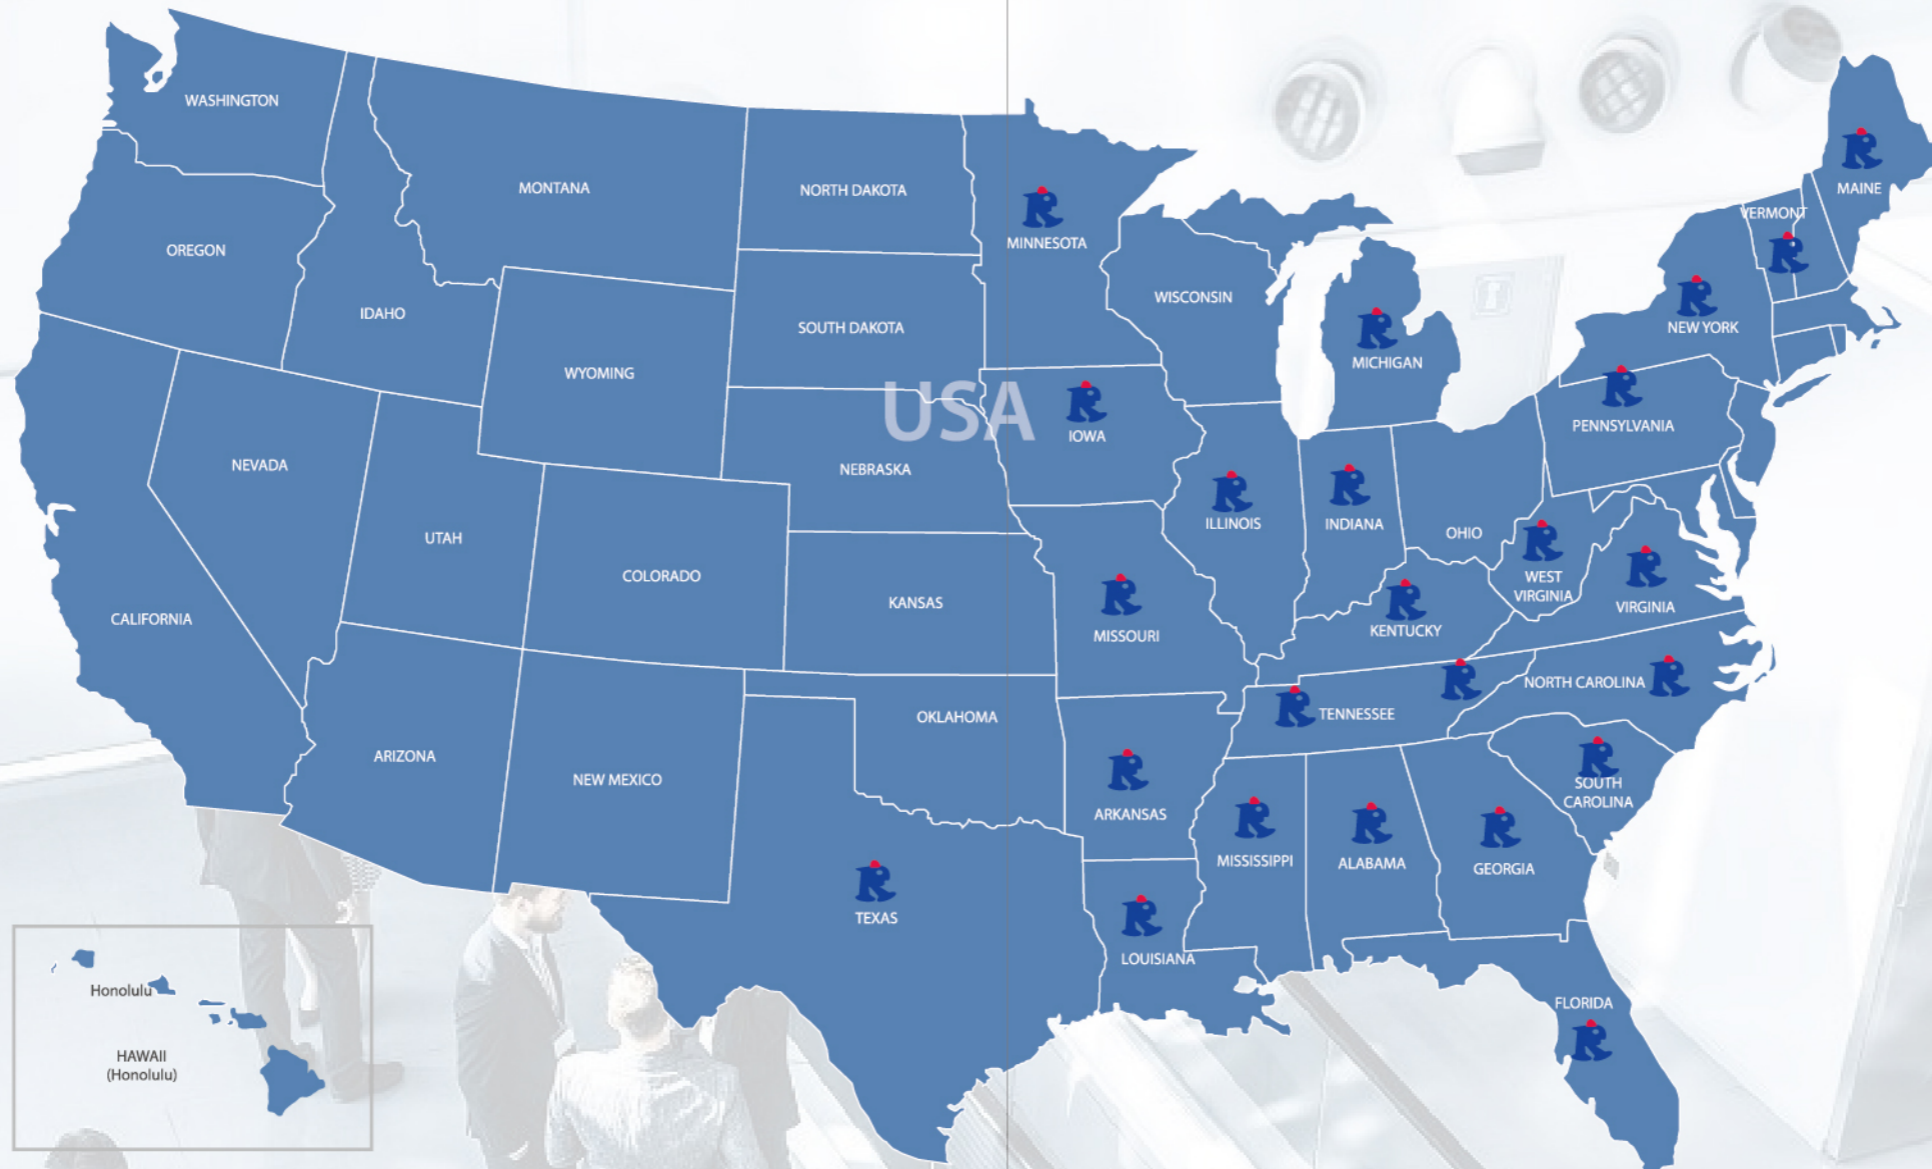 WASHINGTON
MONTANA
NORTH DAKOTA
MINNESOTA
MAINE
VERMONT
OREGON
IDAHO
SOUTH DAKOTA
WISCONSIN
NEW YORK
WYOMING
MICHIGAN
USA
IOWA
PENNSYLVANIA
NEVADA
NEBRASKA
ILLINOIS
INDIANA
OHIO
UTAH
COLORADO
KANSAS
WEST
VIRGINIA
VIRGINIA
CALIFORNIA
MISSOURI
KENTUCKY
NORTH CAROLINA
TENNESSEE
OKLAHOMA
ARIZONA
NEW MEXICO
SOUTH
CAROLINA
ARKANSAS
MISSISSIPPI
ALABAMA
GEORGIA
TEXAS
LOUISIANA
FLORIDA
Honolulu
HAWAII
(Honolulu)